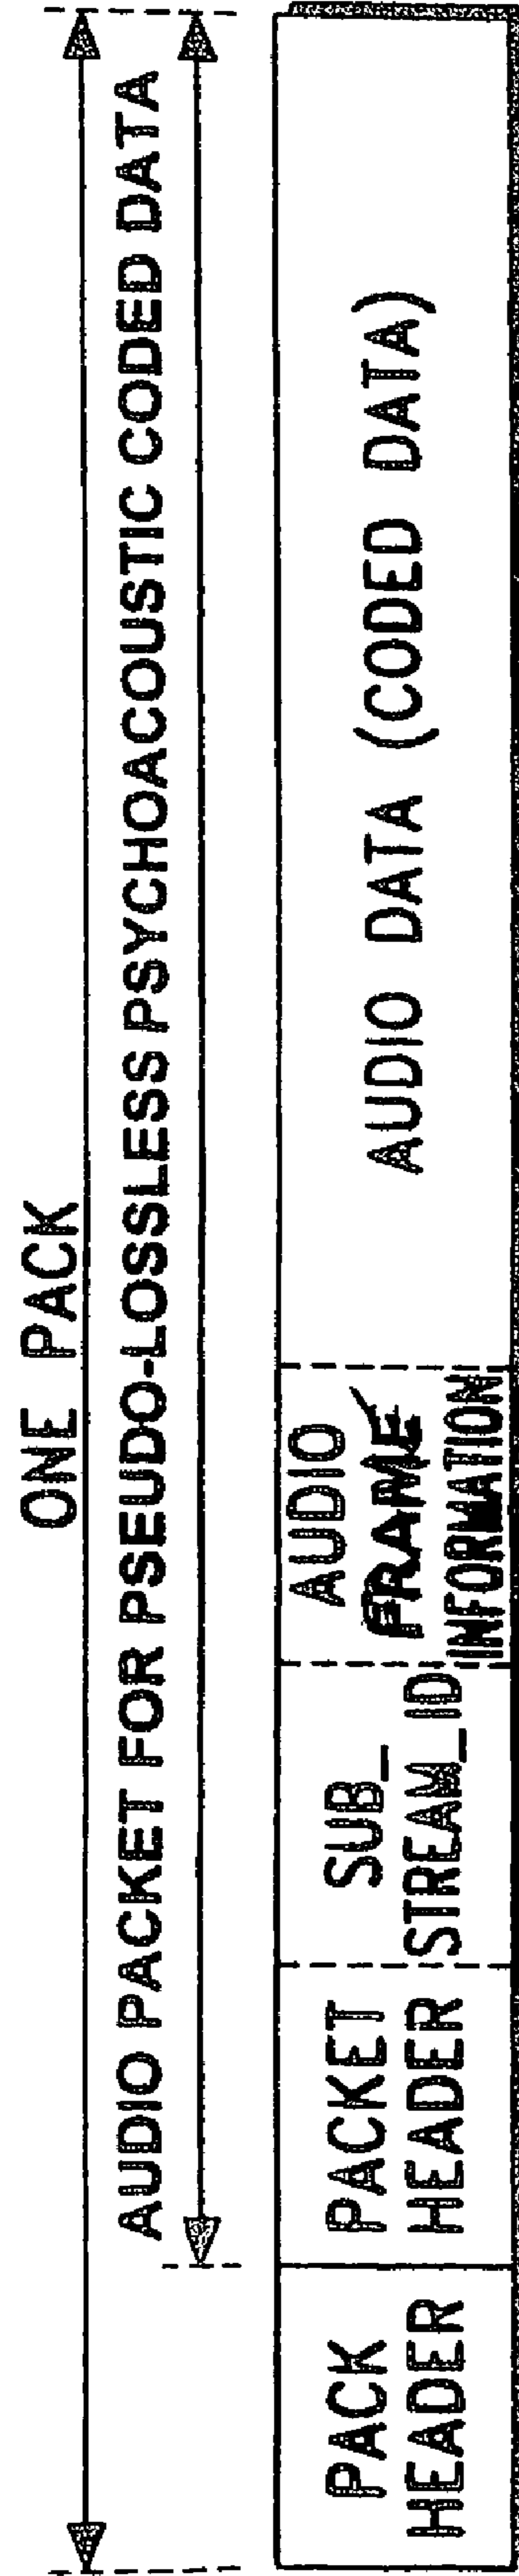 ONE PACK
AUDIO PACKET FOR PSEUDO-LOSSLESS PSYCHOACOUSTIC CODED DATA
PACK
HEADER
PACKET
HEADER
SUB_
STREAM_ID
AUDIO
FRAME
INFORMATION
AUDIO DATA (CODED DATA)